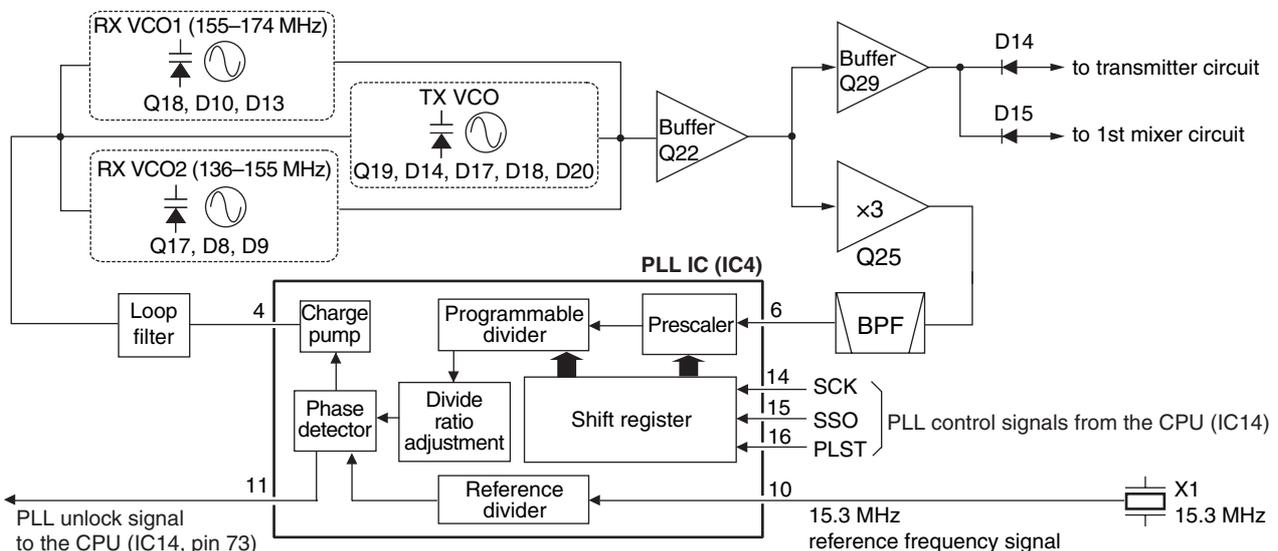 RX VCO1 (155–174 MHz)
Q18, D10, D13
TX VCO
Q19, D14, D17, D18, D20
RX VCO2 (136–155 MHz)
Q17, D8, D9
Buffer
Q22
Buffer
Q29
D14
to transmitter circuit
D15
to 1st mixer circuit
×3
Q25
PLL IC (IC4)
Loop
filter
4
Charge
pump
Programmable
divider
Prescaler
6
BPF
Phase
detector
Divide
ratio
adjustment
Shift register
14
SCK
15
SSO
16
PLST
PLL control signals from the CPU (IC14)
11
PLL unlock signal
to the CPU (IC14, pin 73)
Reference
divider
10
15.3 MHz
reference frequency signal
X1
15.3 MHz